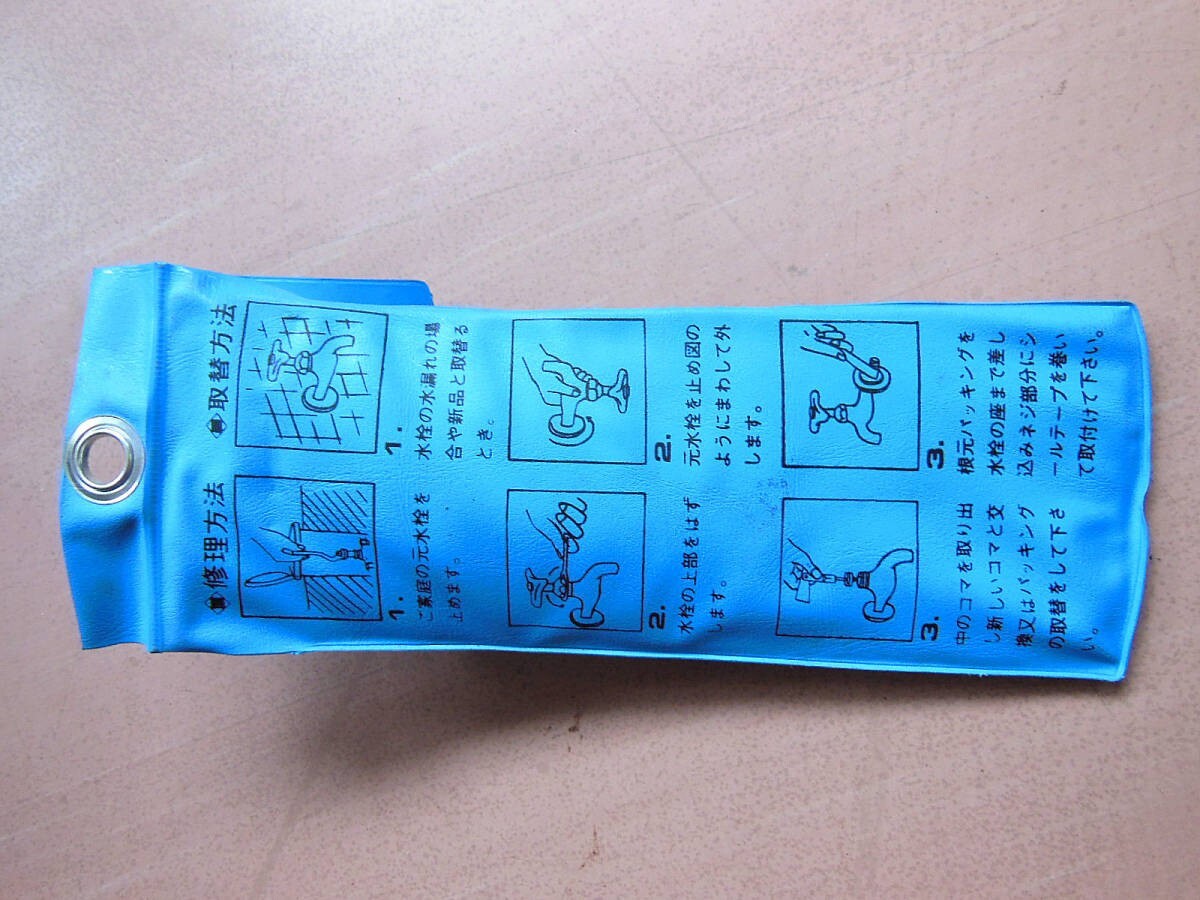 修理方法
1.
ご家庭の元水栓を
止めます。
2.
水栓の上部をはず
します。
3.
中のコマを取り出
し新しいコマと交
換又はパッキング
の取替をして下さ
い。
取替方法
1.
水栓の水漏れの場
合や新品と取替る
とき。
2.
元水栓を止め図の
ようにまわして外
します。
3.
根元パッキングを
水栓の座まで差し
込みネジ部分にシ
ールテープを巻い
て取付けて下さい。